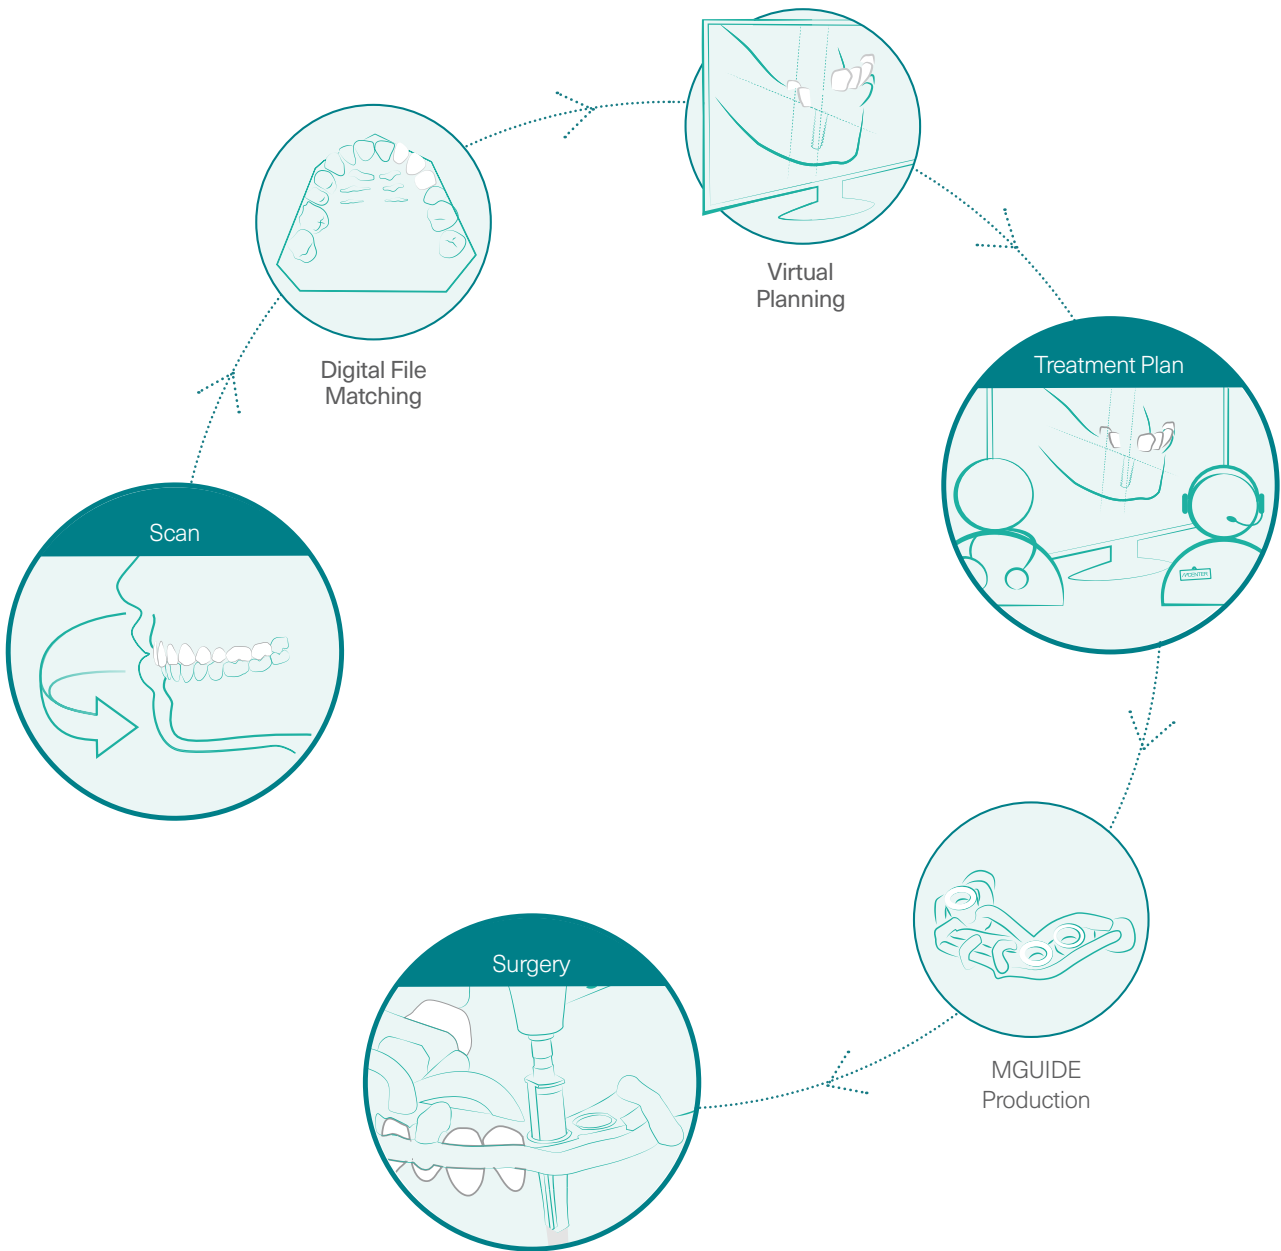 Virtual
Planning
Digital File
Matching
Treatment Plan
Scan
MGUIDE
Production
Surgery